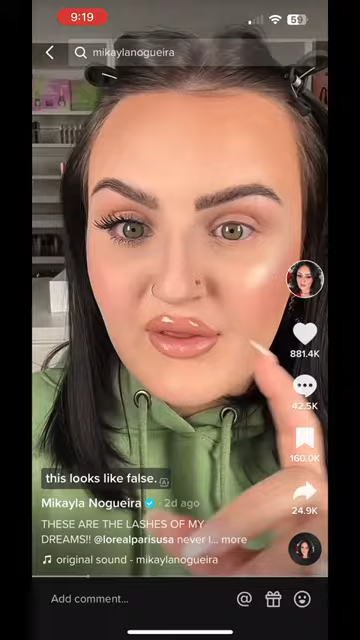 9:19
59
mikaylanogueira
881.4K
42.5K
160.0K
24.9K
this looks like false.
Mikayla Nogueira · 2d ago
THESE ARE THE LASHES OF MY
DREAMS!! @lorealparisusa never l... more
original sound - mikaylanogueira
Add comment...